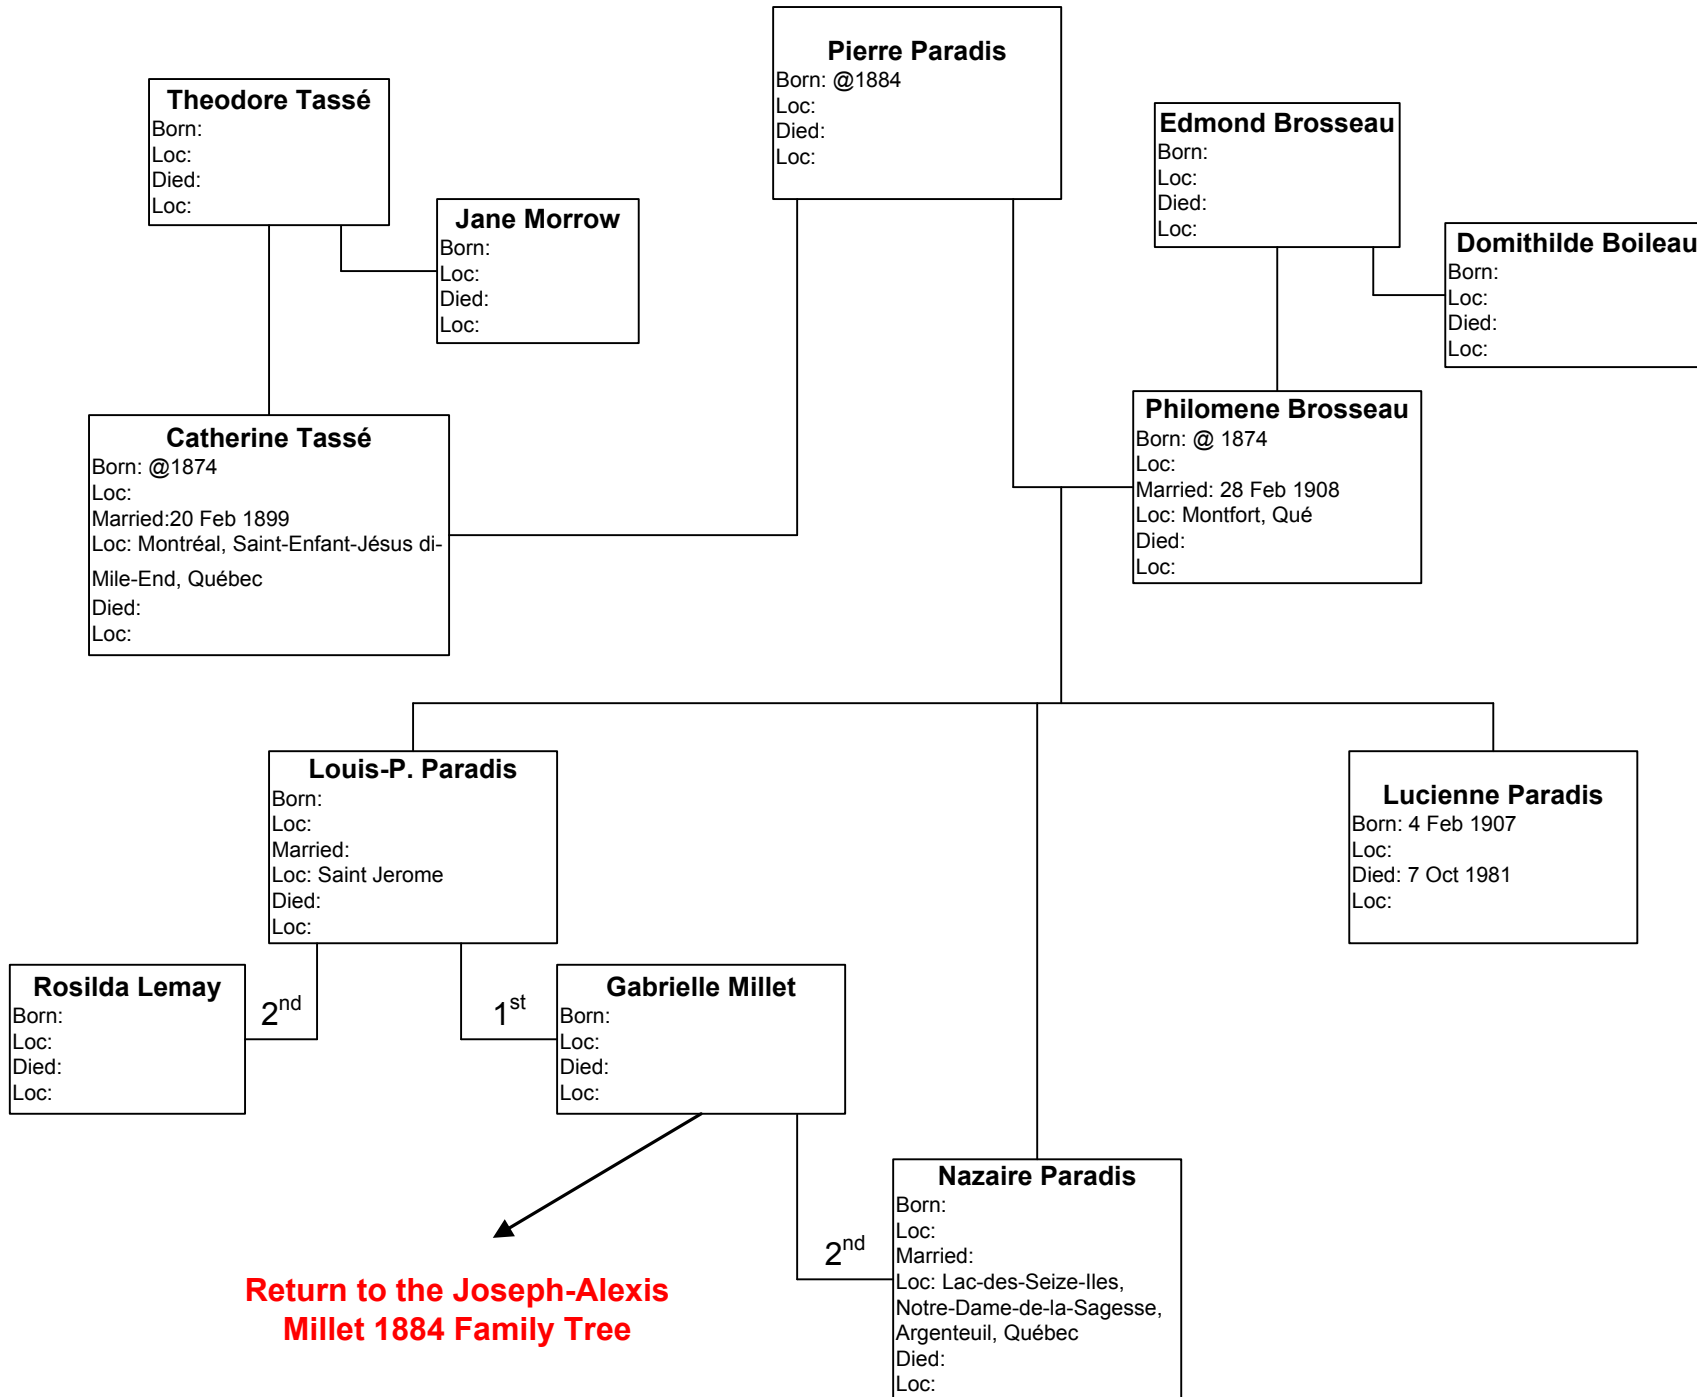 Pierre Paradis
Born: @1884
Loc:
Died:
Loc:
Theodore Tassé
Born:
Loc:
Died:
Loc:
Edmond Brosseau
Born:
Loc:
Died:
Loc:
Jane Morrow
Born:
Loc:
Died:
Loc:
Domithilde Boileau
Born:
Loc:
Died:
Loc:
Philomene Brosseau
Born: @ 1874
Loc:
Married: 28 Feb 1908
Loc: Montfort, Qué
Died:
Loc:
Catherine Tassé
Born: @1874
Loc:
Married:20 Feb 1899
Loc: Montréal, Saint-Enfant-Jésus di-
Mile-End, Québec
Died:
Loc:
Louis-P. Paradis
Born:
Loc:
Married:
Loc: Saint Jerome
Died:
Loc:
Lucienne Paradis
Born: 4 Feb 1907
Loc:
Died: 7 Oct 1981
Loc:
Rosilda Lemay
Born:
Loc:
Died:
Loc:
2nd
1st
Gabrielle Millet
Born:
Loc:
Died:
Loc:
2nd
Nazaire Paradis
Born:
Loc:
Married:
Loc: Lac-des-Seize-Iles,
Notre-Dame-de-la-Sagesse,
Argenteuil, Québec
Died:
Loc:
Return to the Joseph-Alexis
Millet 1884 Family Tree